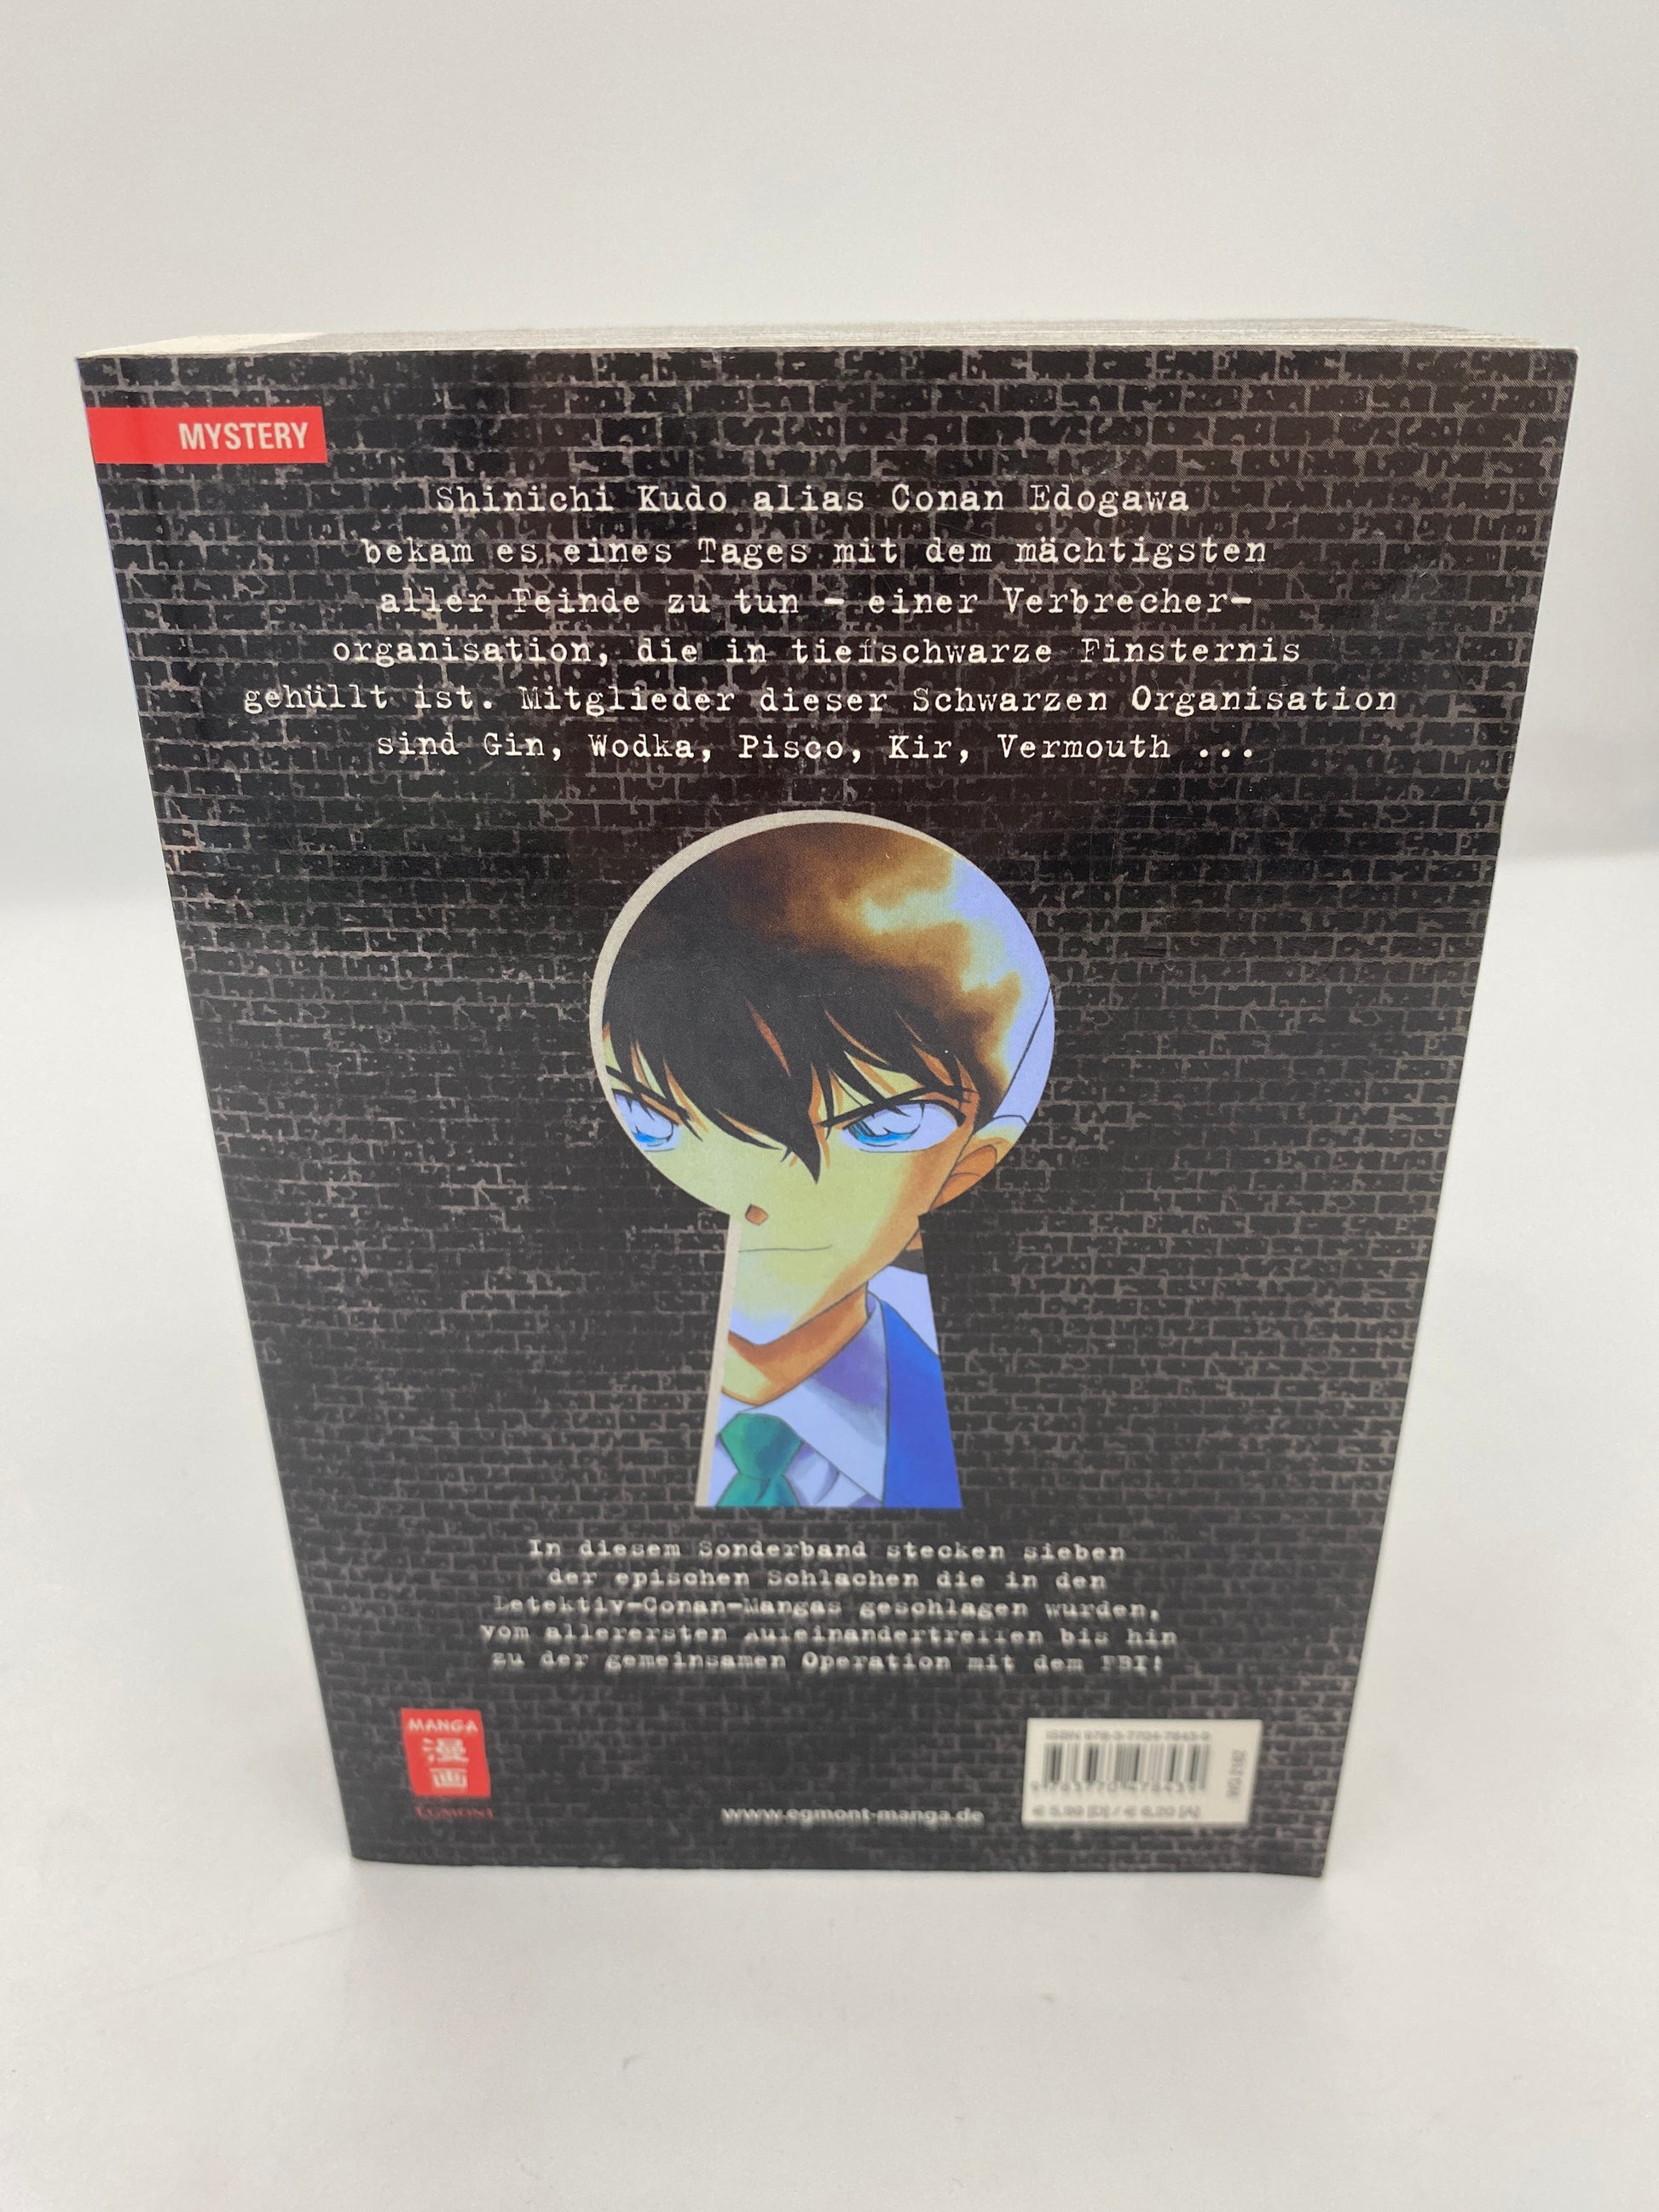 MYSTERY
Shinichi Kudo alias Conan Edogawa
bekam es eines Tages mit dem mächtigsten
aller Feinde zu tun – einer Verbrecher-
organisation, die in tiefschwarze Finsternis
gehüllt ist. Mitglieder dieser Schwarzen Organisation
sind Gin, Wodka, Pisco, Kir, Vermouth ...
In diesem Sonderband stecken sieben
der epischen Schlachen die in den
Detektiv-Conan-Mangas geschlagen wurden,
vom allerersten Aufeinandertreffen bis hin
zu der gemeinsamen Operation mit dem FBI!
MANGA
漫
画
EGMONT
www.egmont-manga.de